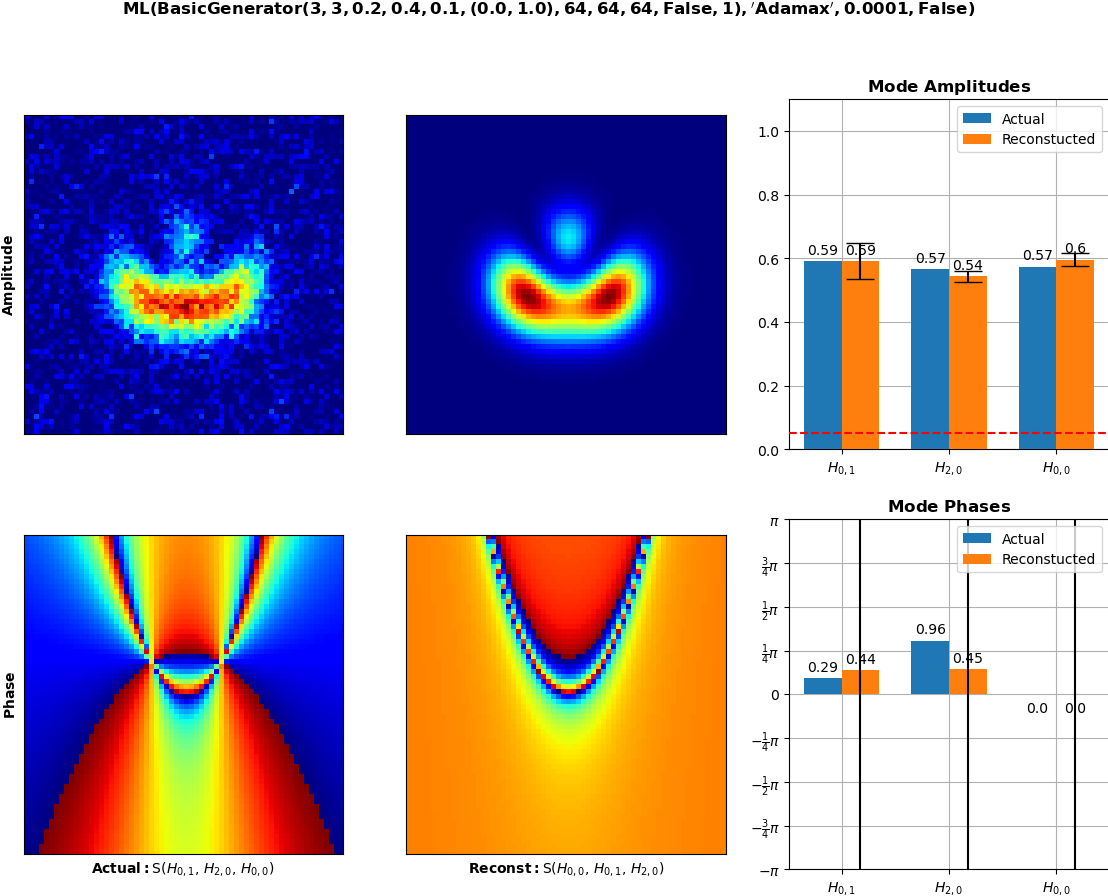 ML(BasicGenerator(3, 3, 0.2, 0.4, 0.1, (0.0, 1.0), 64, 64, 64, False, 1), ′Adamax′, 0.0001, False)
Amplitude
Mode Amplitudes
Actual
Reconstucted
1.0
0.8
0.6
0.4
0.2
0.0
0.59 0.59
0.57 0.54
0.57 0.6
H0, 1 H2, 0 H0, 0
Phase
Actual: S(H0, 1, H2, 0, H0, 0)
Reconst: S(H0, 0, H0, 1, H2, 0)
Mode Phases
Actual
Reconstucted
π
3/4π
1/2π
1/4π
0
−1/4π
−1/2π
−3/4π
−π
0.29 0.44
0.96 0.45
0.0 0.0
H0, 1 H2, 0 H0, 0